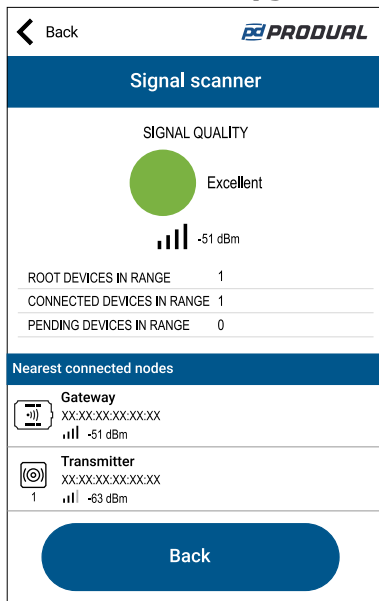 Back
pd PRODUAL
Signal scanner
SIGNAL QUALITY
Excellent
-51 dBm
ROOT DEVICES IN RANGE 1
CONNECTED DEVICES IN RANGE 1
PENDING DEVICES IN RANGE 0
Nearest connected nodes
Gateway
XX:XX:XX:XX:XX:XX
-51 dBm
Transmitter
XX:XX:XX:XX:XX:XX
1 -63 dBm
Back